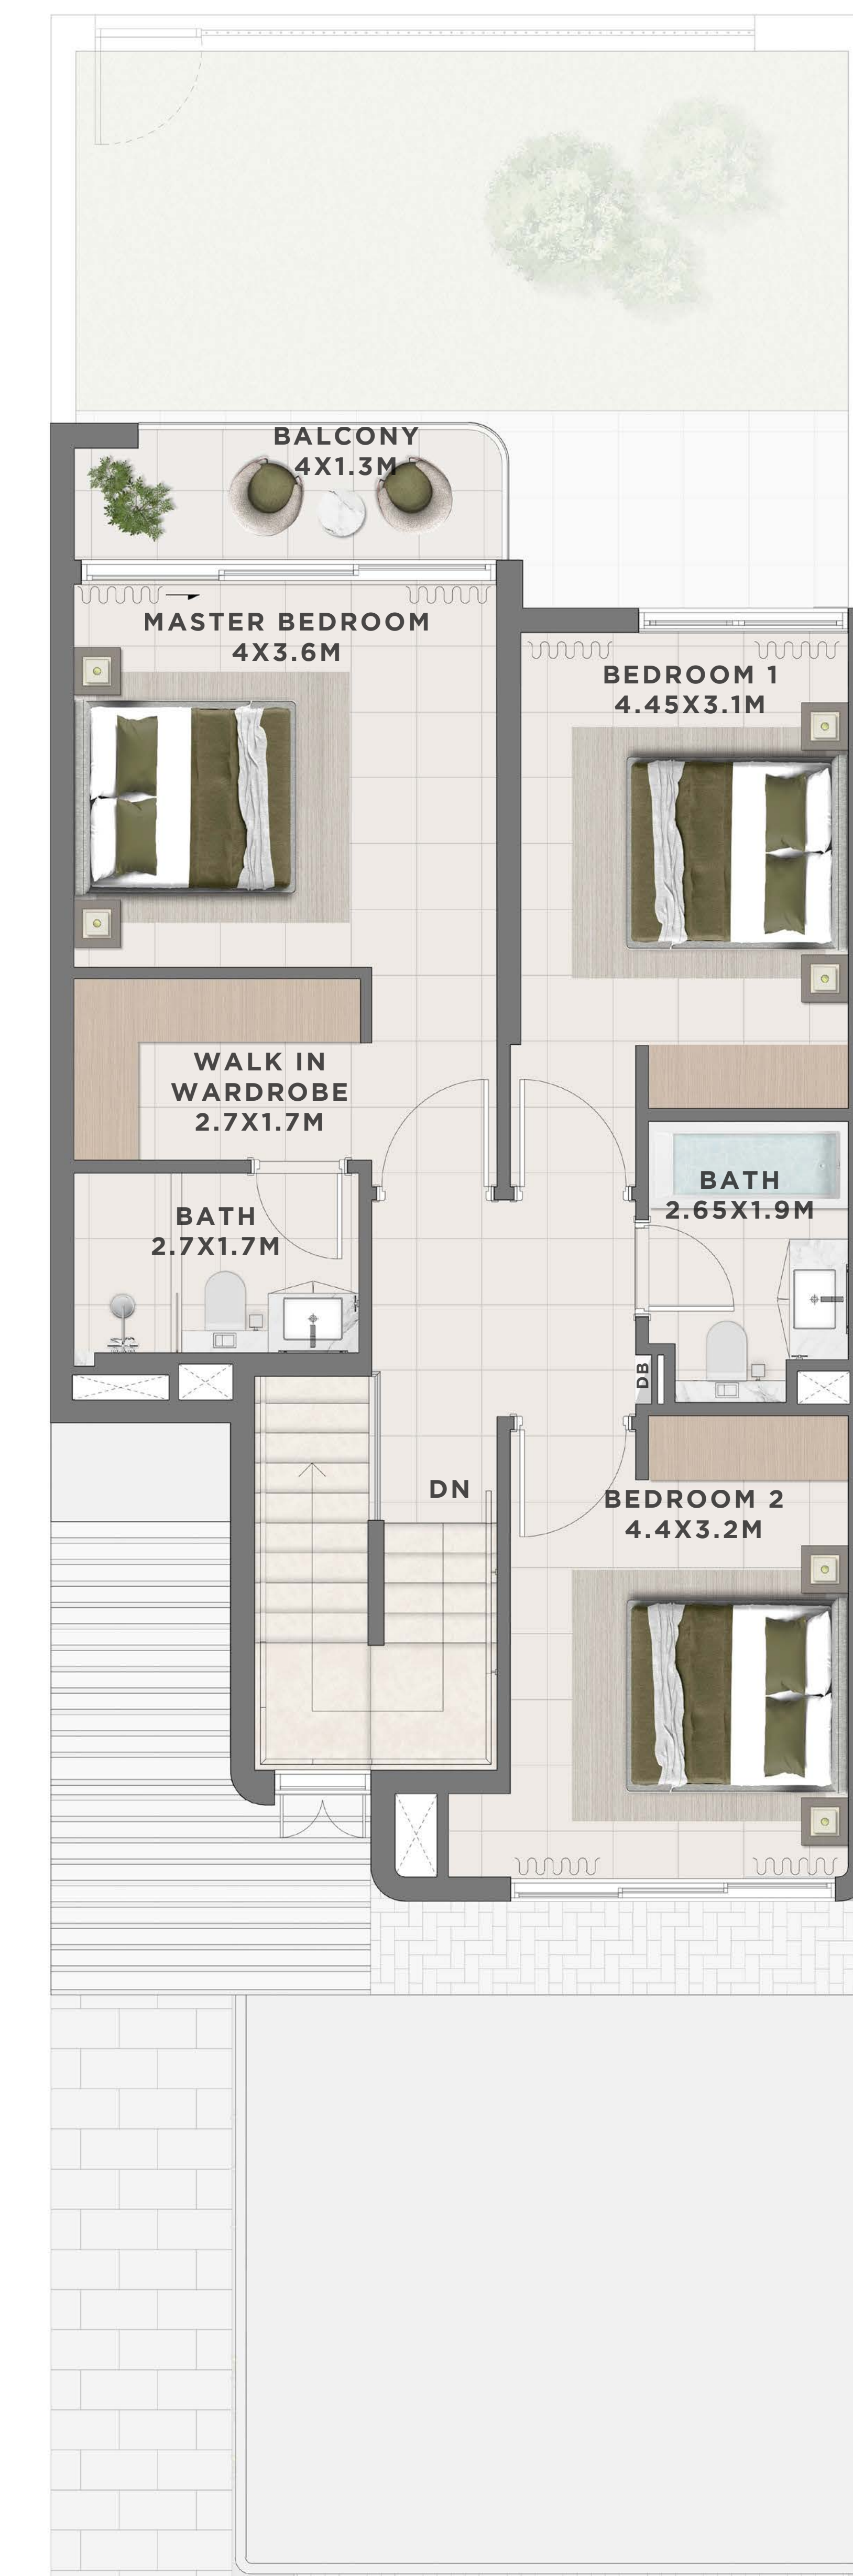 BALCONY
4X1.3M
MASTER BEDROOM
4X3.6M
BEDROOM 1
4.45X3.1M
WALK IN
WARDROBE
2.7X1.7M
BATH
2.65X1.9M
BATH
2.7X1.7M
DB
DN
BEDROOM 2
4.4X3.2M